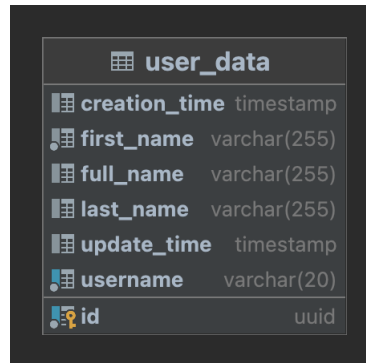 user_data
creation_time timestamp
first_name varchar(255)
full_name varchar(255)
last_name varchar(255)
update_time timestamp
username varchar(20)
id uuid